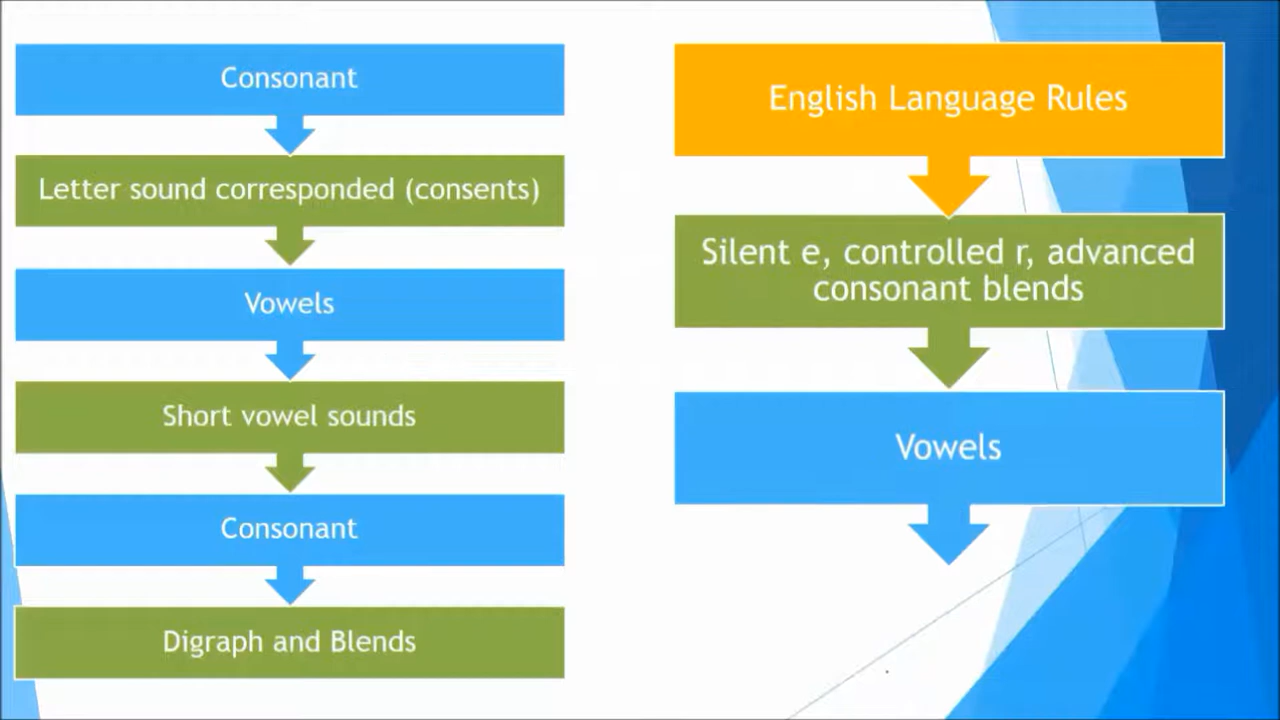 Consonant
Letter sound corresponded (consents)
Vowels
Short vowel sounds
Consonant
Digraph and Blends
English Language Rules
Silent e, controlled r, advanced
consonant blends
Vowels